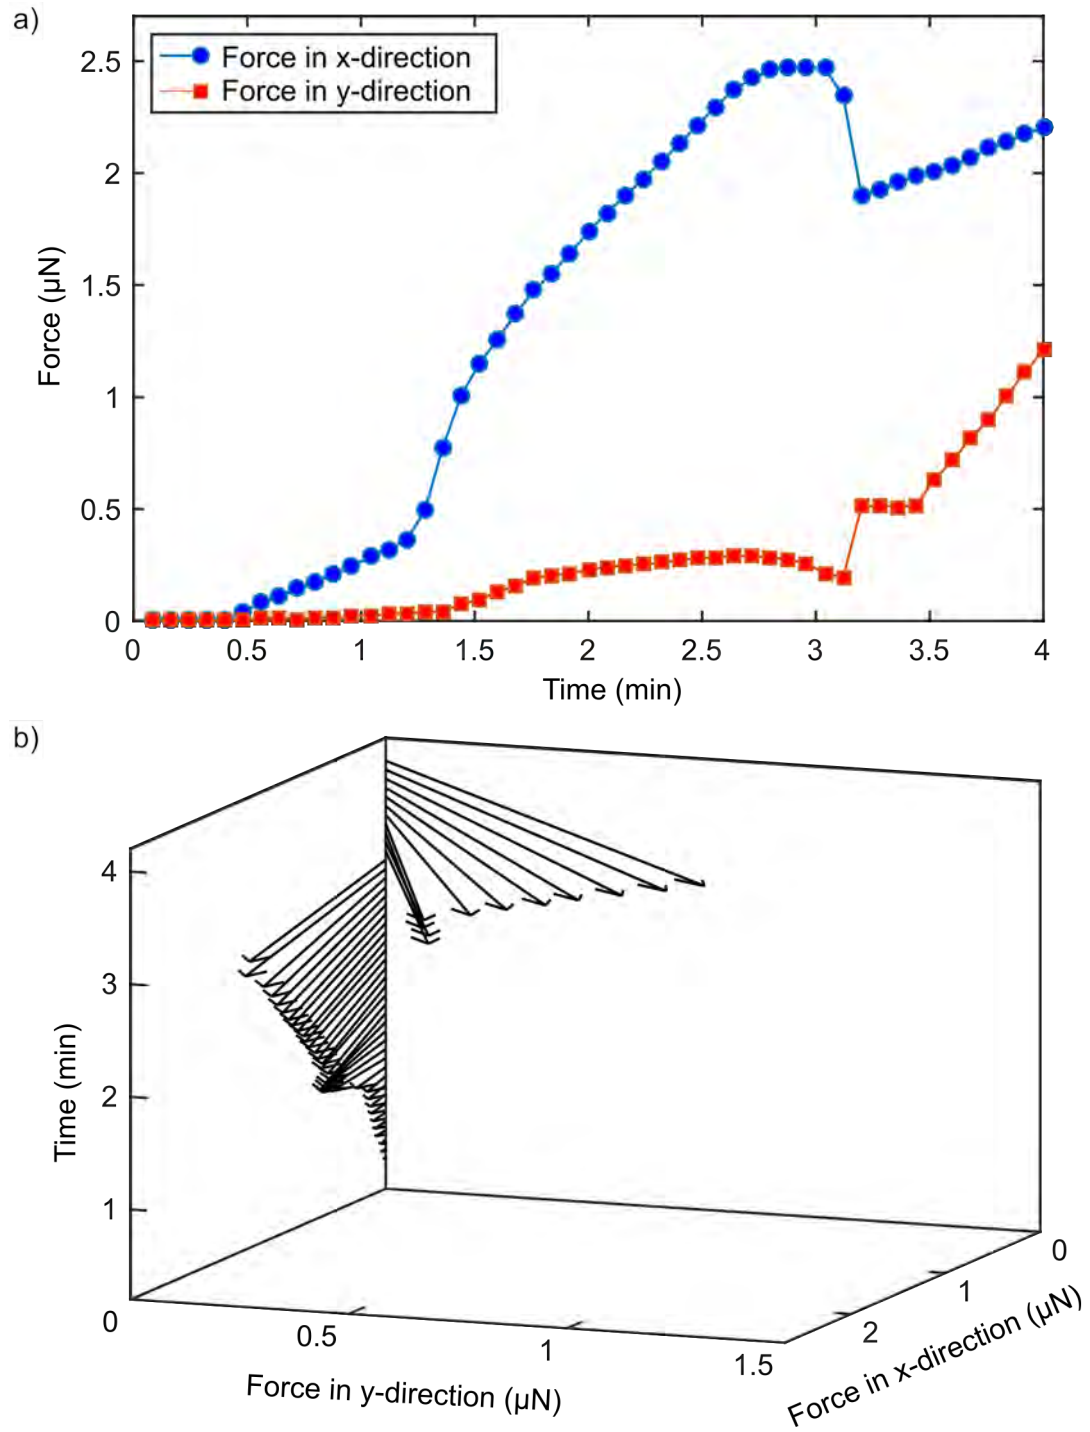 a)
2.5
2
1.5
1
0.5
0
Force (µN)
Force in x-direction
Force in y-direction
0 0.5 1 1.5 2 2.5 3 3.5 4
Time (min)
b)
4
3
2
1
Time (min)
0
0.5
1
1.5
Force in y-direction (µN)
0
1
2
Force in x-direction (µN)